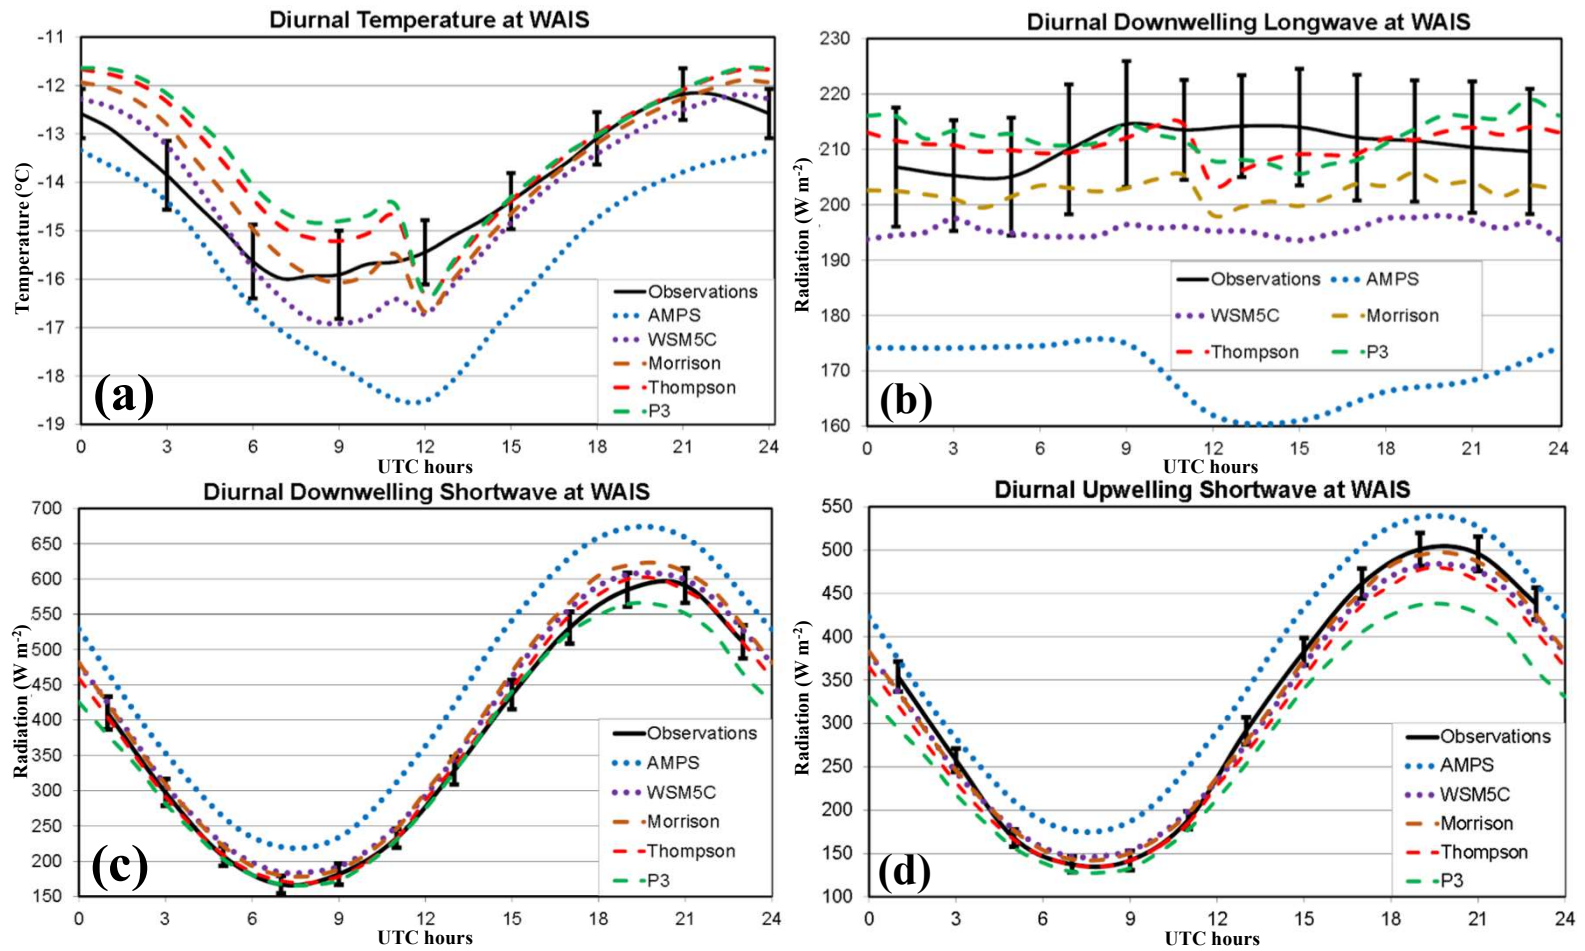 Diurnal Temperature at WAIS
-11
-12
-13
-14
-15
-16
-17
-18
-19
Temperature (°C)
0 3 6 9 12 15 18 21 24
UTC hours
Observations
AMPS
WSM5C
Morrison
Thompson
P3
(a)
Diurnal Downwelling Longwave at WAIS
230
220
210
200
190
180
170
160
Radiation (W m-2)
0 3 6 9 12 15 18 21 24
UTC hours
Observations AMPS
WSM5C Morrison
Thompson P3
(b)
Diurnal Downwelling Shortwave at WAIS
700
650
600
550
500
450
400
350
300
250
200
150
Radiation (W m-2)
0 3 6 9 12 15 18 21 24
UTC hours
Observations
AMPS
WSM5C
Morrison
Thompson
P3
(c)
Diurnal Upwelling Shortwave at WAIS
550
500
450
400
350
300
250
200
150
100
Radiation (W m-2)
0 3 6 9 12 15 18 21 24
UTC hours
Observations
AMPS
WSM5C
Morrison
Thompson
P3
(d)